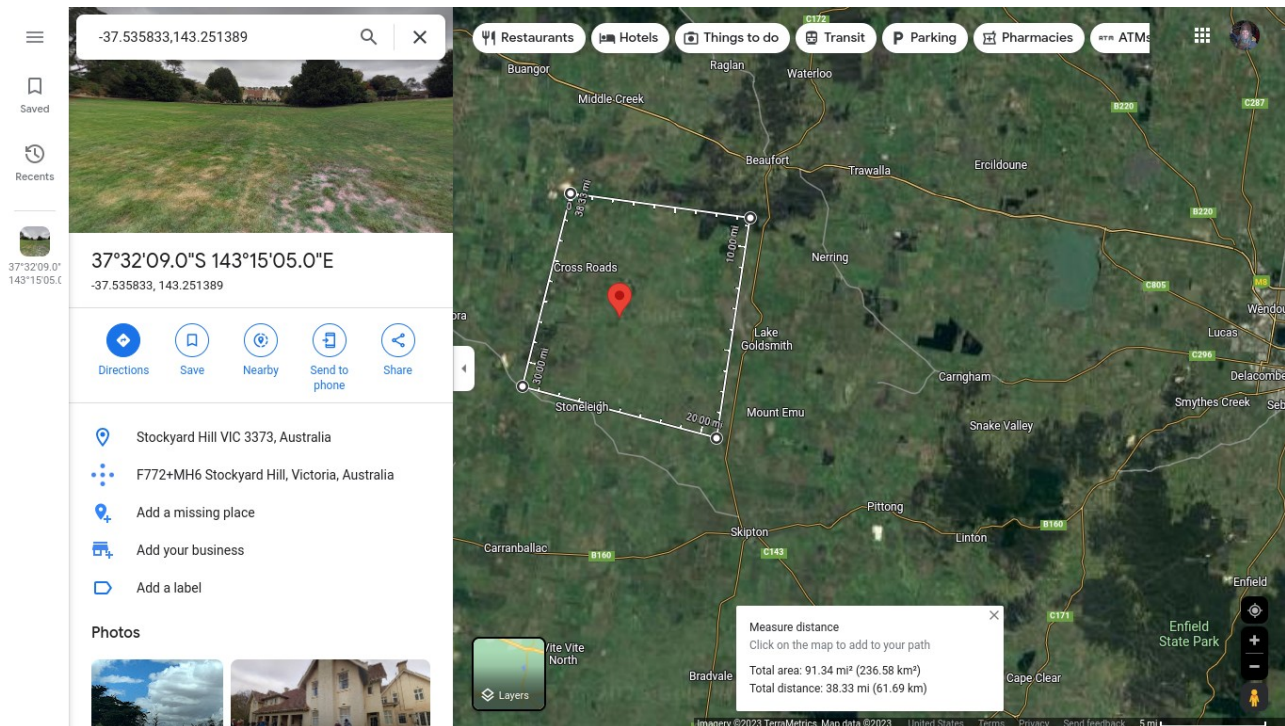 -37.535833,143.251389
Saved
Recents
37°32'09.0"
143°15'05.0
37°32'09.0"S 143°15'05.0"E
-37.535833, 143.251389
Directions
Save
Nearby
Send to
phone
Share
Stockyard Hill VIC 3373, Australia
F772+MH6 Stockyard Hill, Victoria, Australia
Add a missing place
Add your business
Add a label
Photos
Restaurants
Hotels
Things to do
Transit
Parking
Pharmacies
ATMs
C172
Buangor
Raglan
Waterloo
Middle Creek
B220
C287
Beaufort
Trawalla
Ercildoune
38.33 mi
B220
10.00 mi
Cross Roads
Nerring
C805
M8
Wendou
ora
Lake
Goldsmith
Lucas
C296
30.00 mi
Carngham
Delacombe
Stoneleigh
20.00 mi
Mount Emu
Smythes Creek
Seb
Snake Valley
Pittong
Skipton
B160
Linton
Carranballac
B160
C143
Enfield
C171
Enfield
State Park
Vite Vite
North
Bradvale
Cape Clear
Layers
Measure distance
Click on the map to add to your path
Total area: 91.34 mi² (236.58 km²)
Total distance: 38.33 mi (61.69 km)
Imagery ©2023 TerraMetrics, Map data ©2023
United States
Terms
Privacy
Send feedback
5 mi